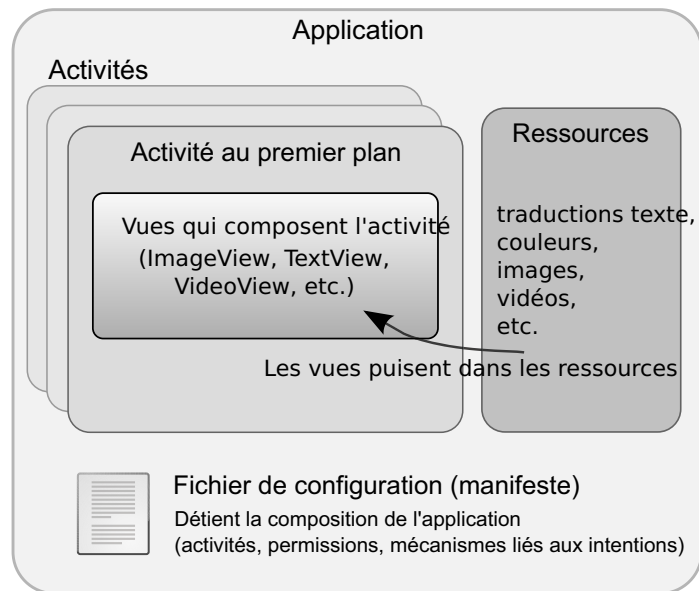 Application
Activités
Activité au premier plan
Vues qui composent l'activité
(ImageView, TextView,
VideoView, etc.)
Ressources
traductions texte,
couleurs,
images,
vidéos,
etc.
Les vues puisent dans les ressources
Fichier de configuration (manifeste)
Détient la composition de l'application
(activités, permissions, mécanismes liés aux intentions)